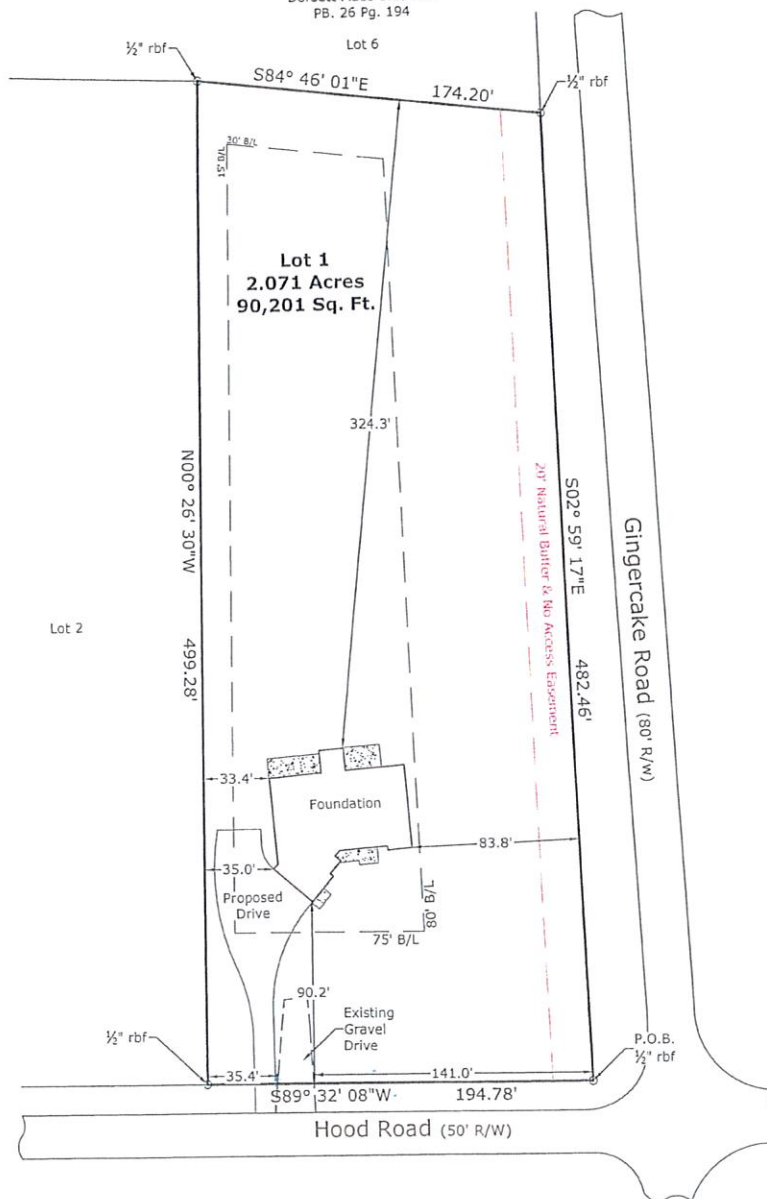 PB. 26 Pg. 194
Lot 6
½" rbf
S84° 46' 01"E
174.20'
½" rbf
30' B/L
15' B/L
Lot 1
2.071 Acres
90,201 Sq. Ft.
324.3'
N00° 26' 30"W
499.28'
20' Natural Buffer & No Access Easement
S02° 59' 17"E
482.46'
Gingercake Road (80' R/W)
Lot 2
33.4'
Foundation
83.8'
35.0'
Proposed
Drive
80' B/L
75' B/L
90.2'
Existing
Gravel
Drive
½" rbf
P.O.B.
½" rbf
35.4'
141.0'
S89° 32' 08"W
194.78'
Hood Road (50' R/W)